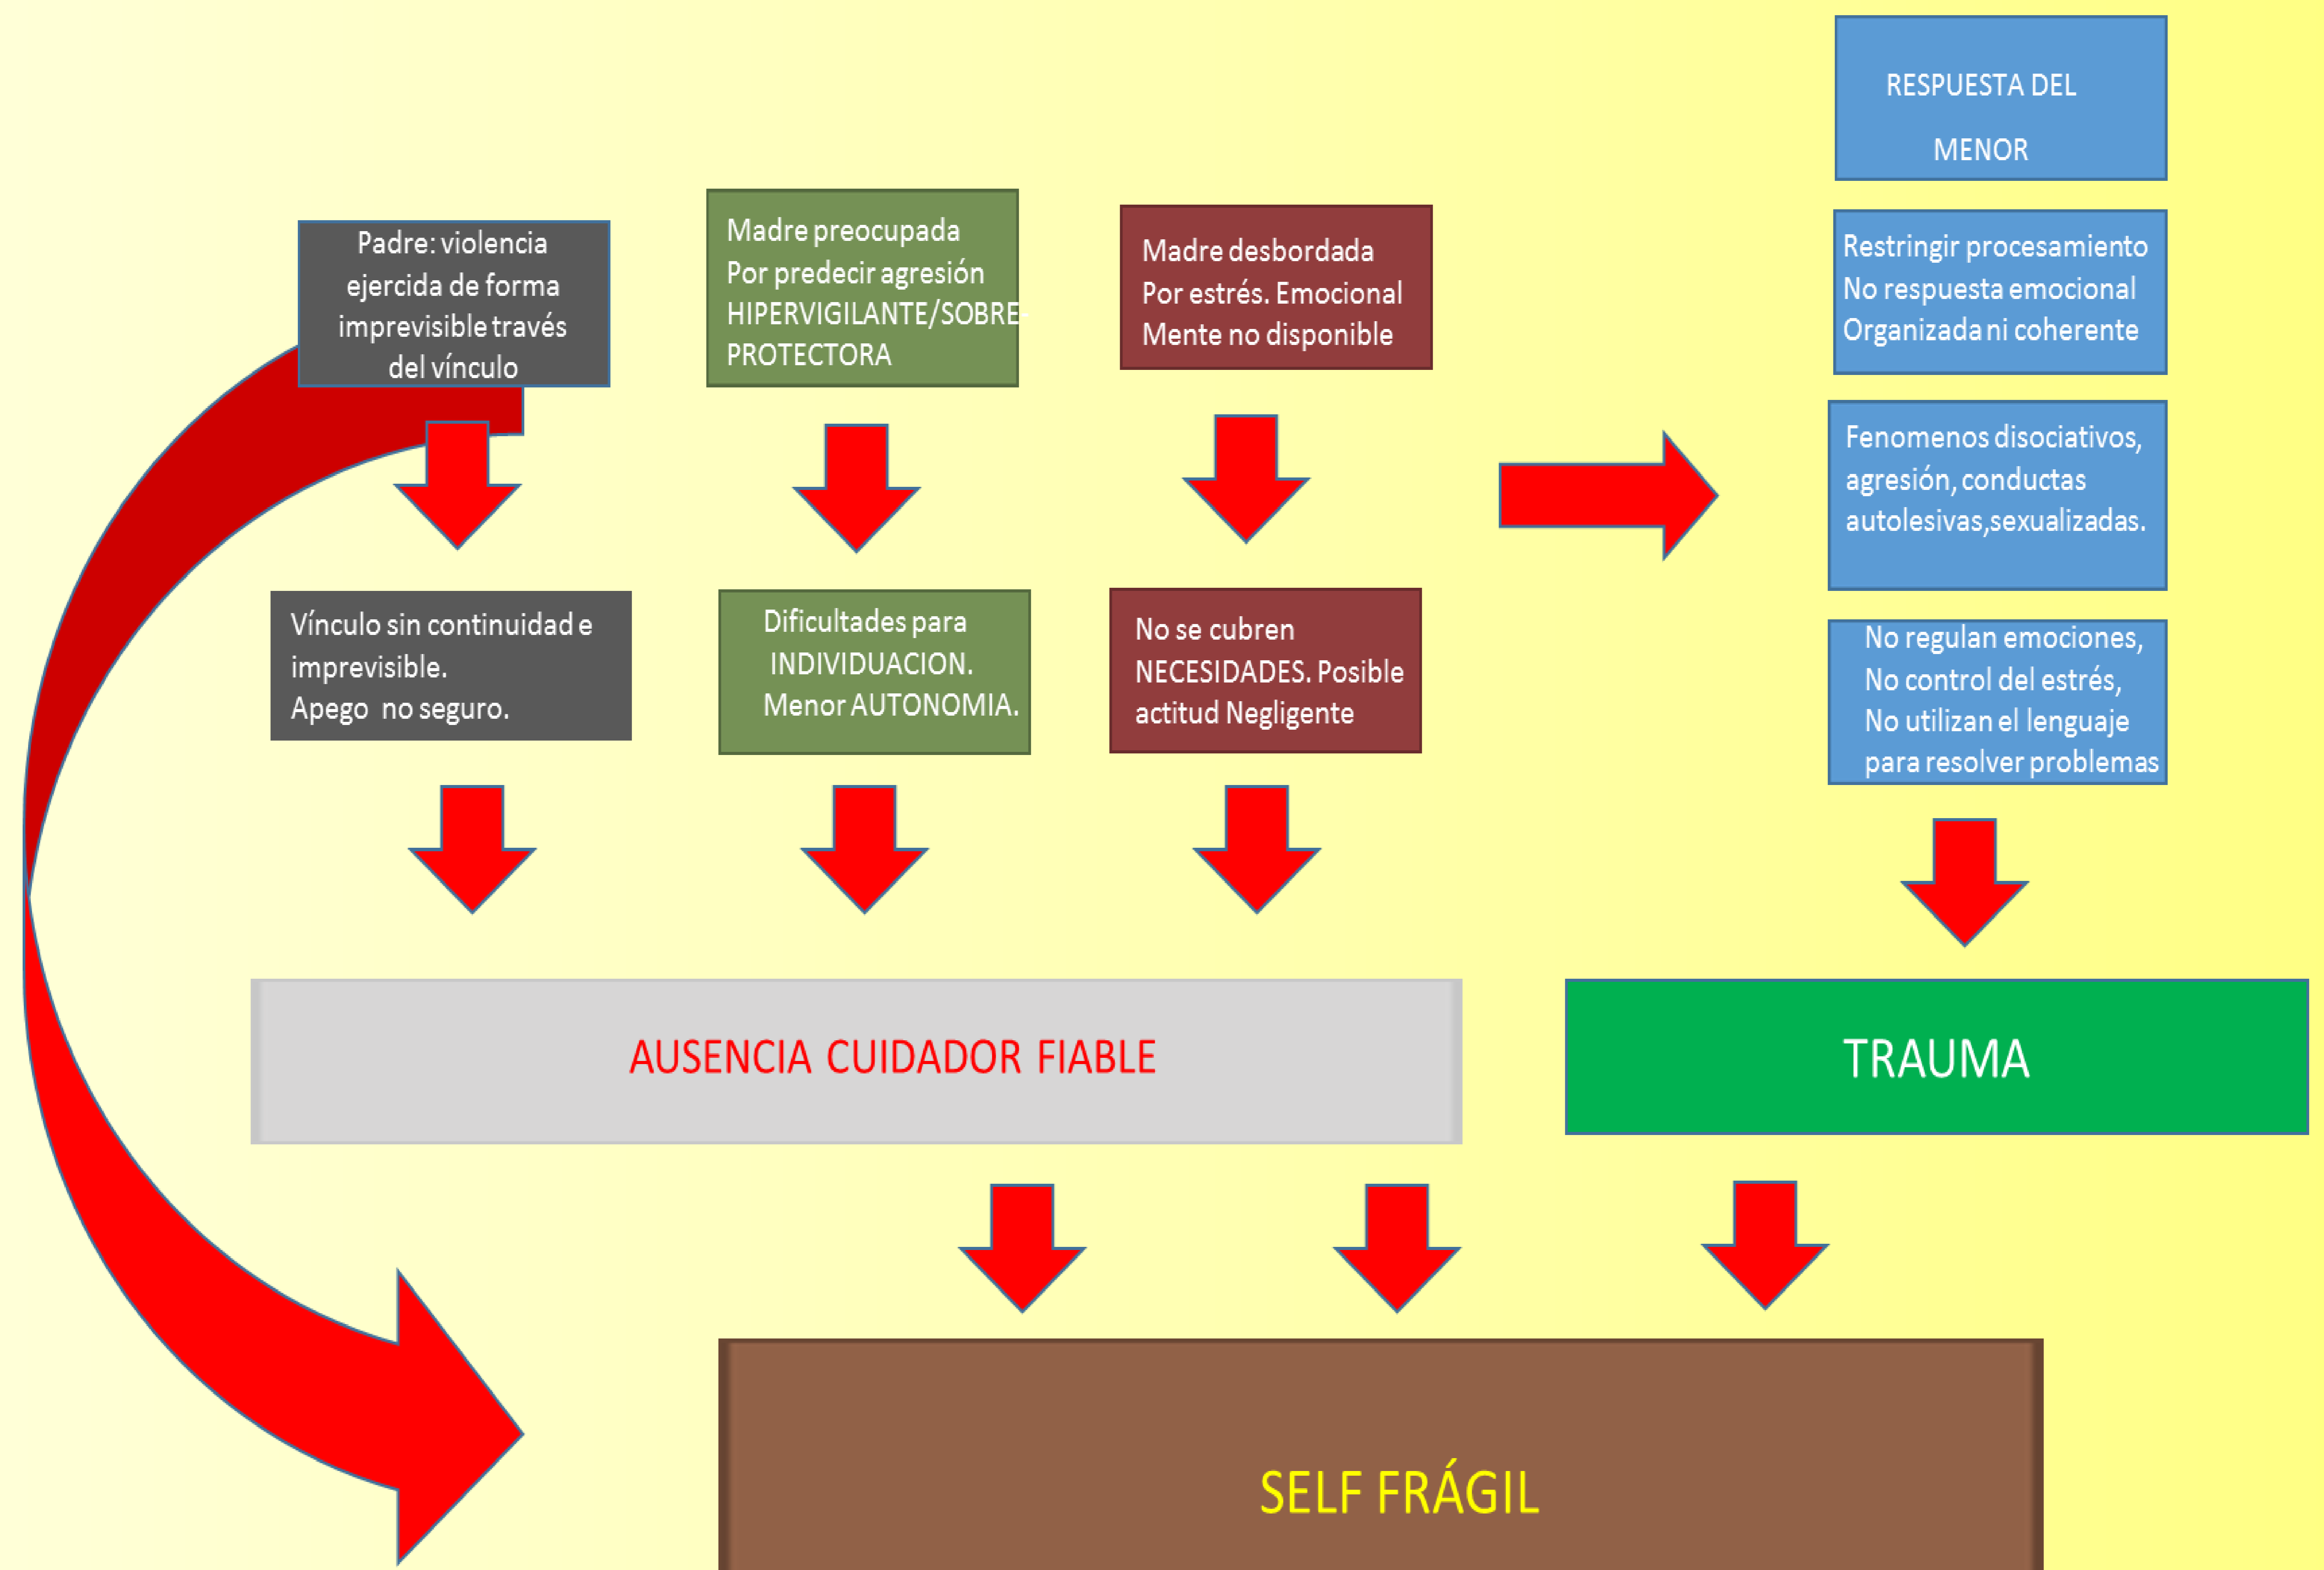 RESPUESTA DEL
MENOR
Padre: violencia
ejercida de forma
imprevisible través
del vínculo
Madre preocupada
Por predecir agresión
HIPERVIGILANTE/SOBRE-
PROTECTORA
Madre desbordada
Por estrés. Emocional
Mente no disponible
Restringir procesamiento
No respuesta emocional
Organizada ni coherente
Fenomenos disociativos,
agresión, conductas
autolesivas,sexualizadas.
Vínculo sin continuidad e
imprevisible.
Apego no seguro.
Dificultades para
INDIVIDUACION.
Menor AUTONOMIA.
No se cubren
NECESIDADES. Posible
actitud Negligente
No regulan emociones,
No control del estrés,
No utilizan el lenguaje
para resolver problemas
AUSENCIA CUIDADOR FIABLE
TRAUMA
SELF FRÁGIL